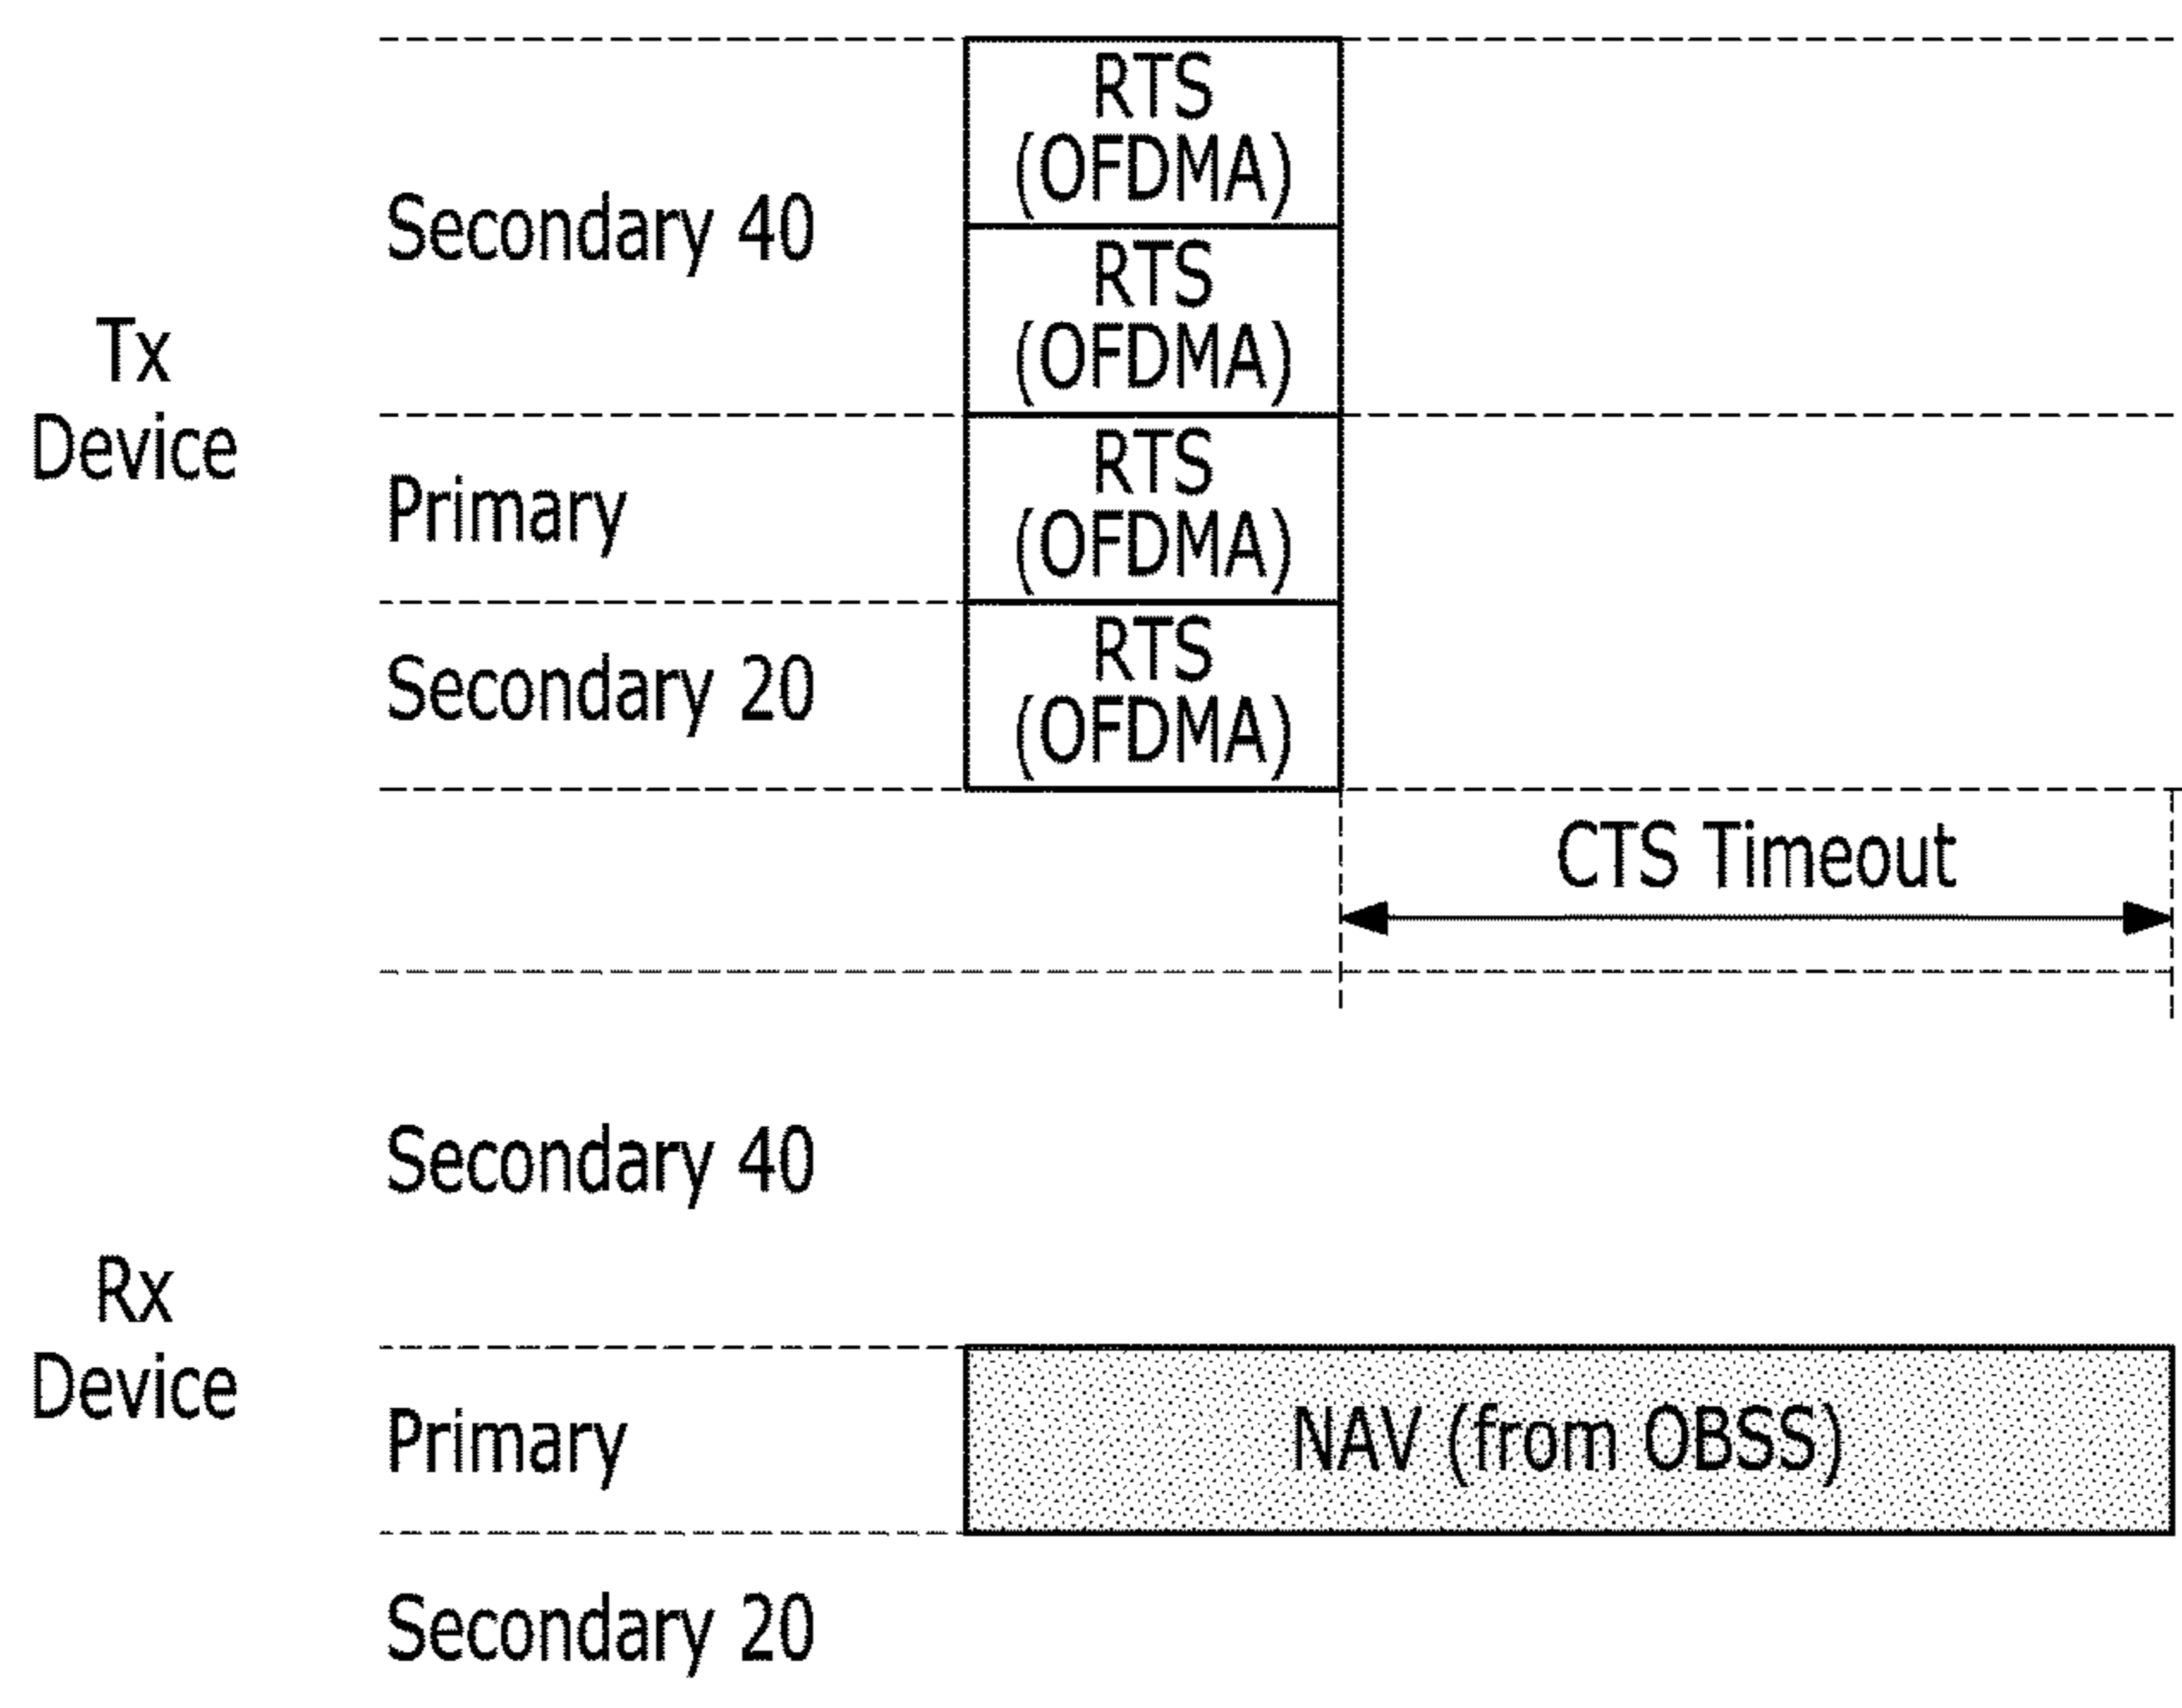 RTS
(OFDMA)
Secondary 40
RTS
(OFDMA)
Tx
Device
RTS
(OFDMA)
Primary
RTS
(OFDMA)
Secondary 20
CTS Timeout
Secondary 40
Rx
Device
Primary
NAV (from OBSS)
Secondary 20